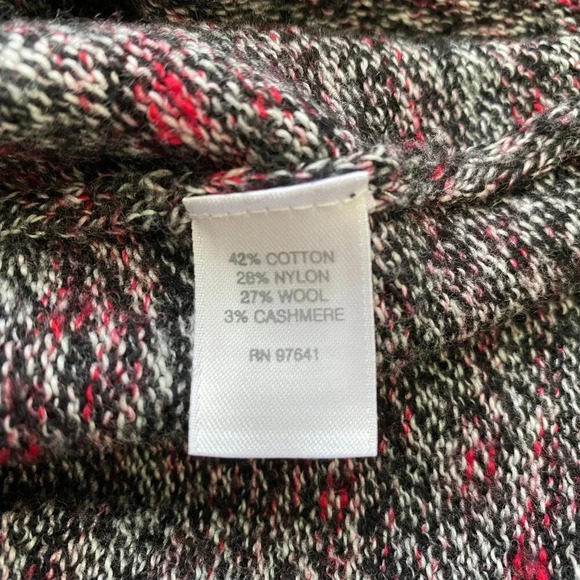 42% COTTON
28% NYLON
27% WOOL
3% CASHMERE
RN 97641